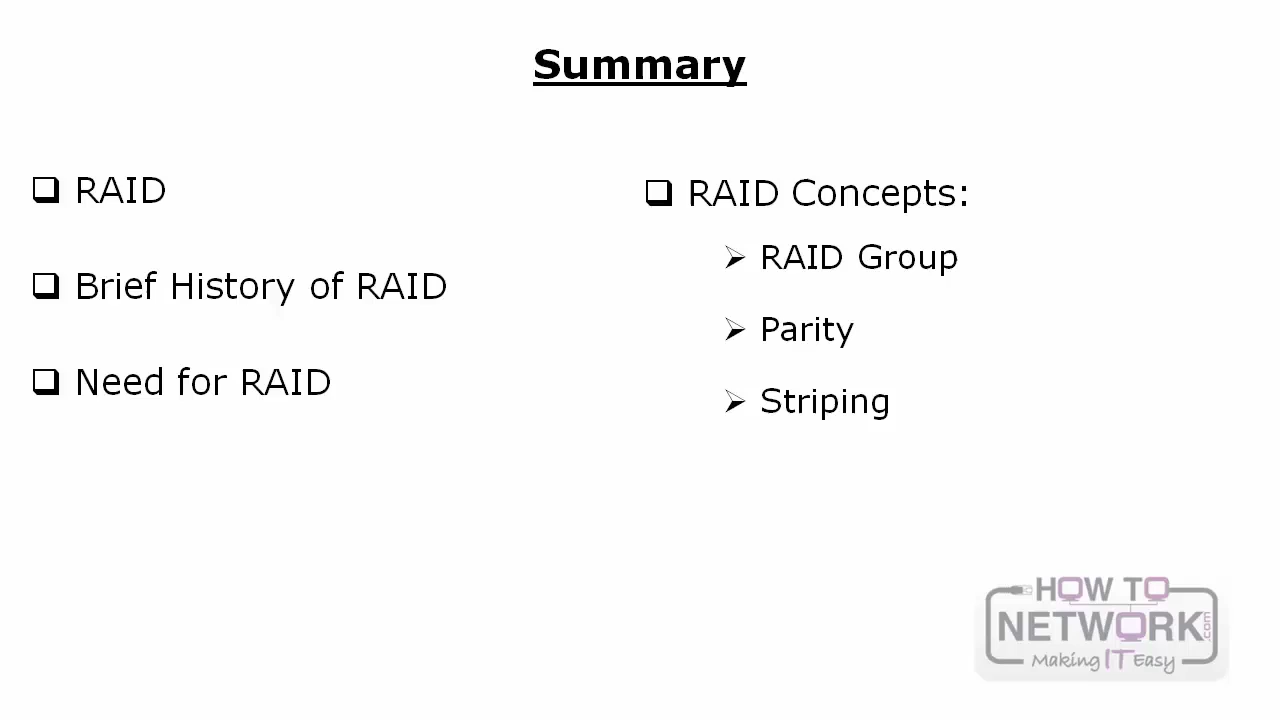 Summary
RAID
Brief History of RAID
Need for RAID
RAID Concepts:
RAID Group
Parity
Striping
HOW TO
NETWORK.com
Making IT Easy